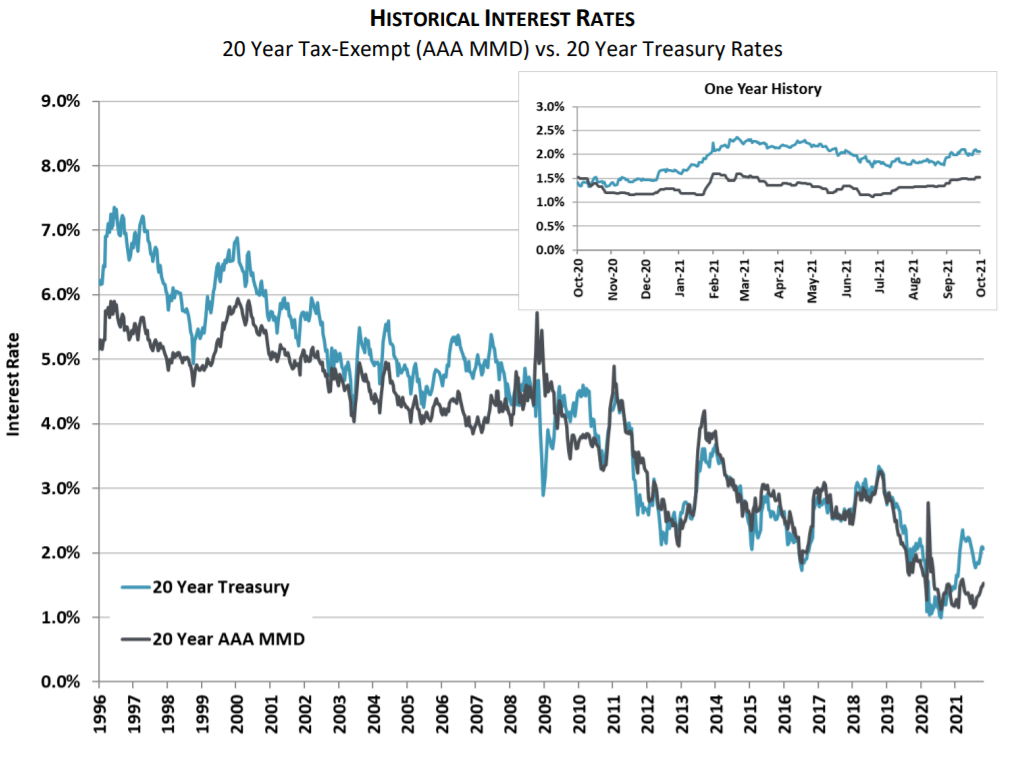 HISTORICAL INTEREST RATES
20 Year Tax-Exempt (AAA MMD) vs. 20 Year Treasury Rates
One Year History
3.0%
2.5%
2.0%
1.5%
1.0%
0.5%
0.0%
Oct-20
Nov-20
Dec-20
Jan-21
Feb-21
Mar-21
Apr-21
May-21
Jun-21
Jul-21
Aug-21
Sep-21
Oct-21
Interest Rate
9.0%
8.0%
7.0%
6.0%
5.0%
4.0%
3.0%
2.0%
1.0%
0.0%
20 Year Treasury
20 Year AAA MMD
1996
1997
1998
1999
2000
2001
2002
2003
2004
2005
2006
2007
2008
2009
2010
2011
2012
2013
2014
2015
2016
2017
2018
2019
2020
2021